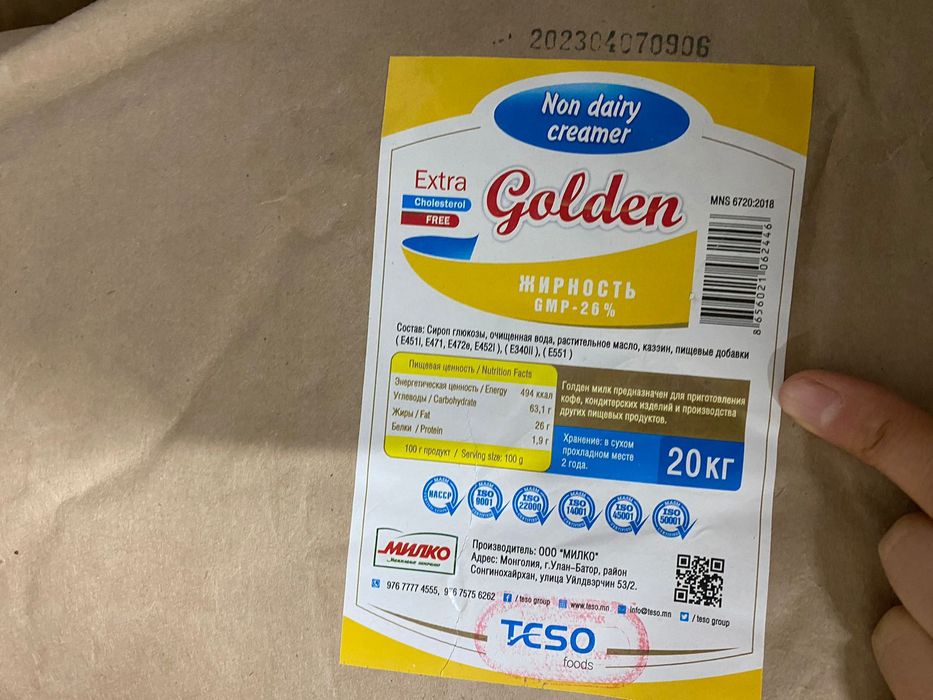 202304070906
Non dairy
creamer
Extra
Cholesterol
FREE
Golden
MNS 6720:2018
ЖИРНОСТЬ
GMP-26%
8 656021 062446
Состав: Сироп глюкозы, очищенная вода, растительное масло, каззин, пищевые добавки
( E451I, E471, E472e, E452I ), ( E340II ), ( E551 )
Пищевая ценность / Nutrition Facts
Энергетическая ценность / Energy 494 ккал
Углеводы / Carbohydrate 63,1 г
Жиры / Fat 26 г
Белки / Protein 1,9 г
100 г продукт / Serving size: 100 g
Голден милк предназначен для приготовления
кофе, кондитерских изделий и производства
других пищевых продуктов.
Хранение: в сухом
прохладном месте
2 года.
20 КГ
HACCP
ISO 9001
ISO 22000
ISO 14001
ISO 45001
ISO 50001
МИЛКО
Производитель: ООО "МИЛКО"
Адрес: Монголия, г.Улан-Батор, район
Сонгинохайрхан, улица Уйлдвэрчин 53/2.
976 7777 4555, 976 7575 6262 /teso group www.teso.mn info@teso.mn /teso group
TESO
foods